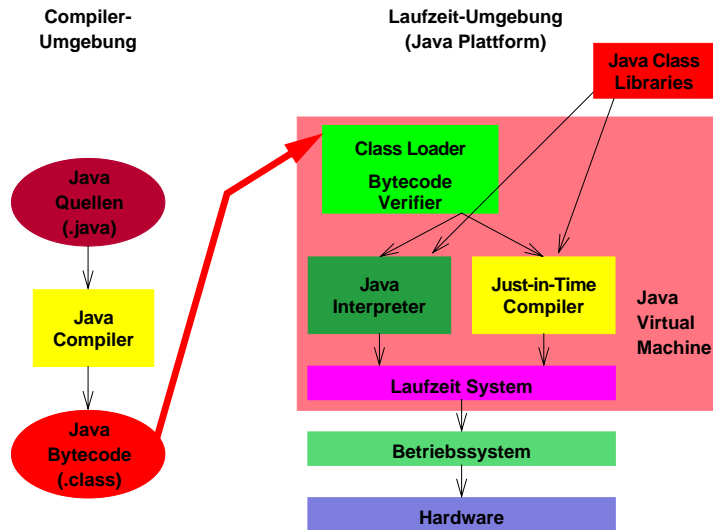 Compiler-
Umgebung
Laufzeit-Umgebung
(Java Plattform)
Java Class
Libraries
Class Loader
Bytecode
Verifier
Java
Quellen
(.java)
Java
Compiler
Java
Bytecode
(.class)
Java
Interpreter
Just-in-Time
Compiler
Java
Virtual
Machine
Laufzeit System
Betriebssystem
Hardware